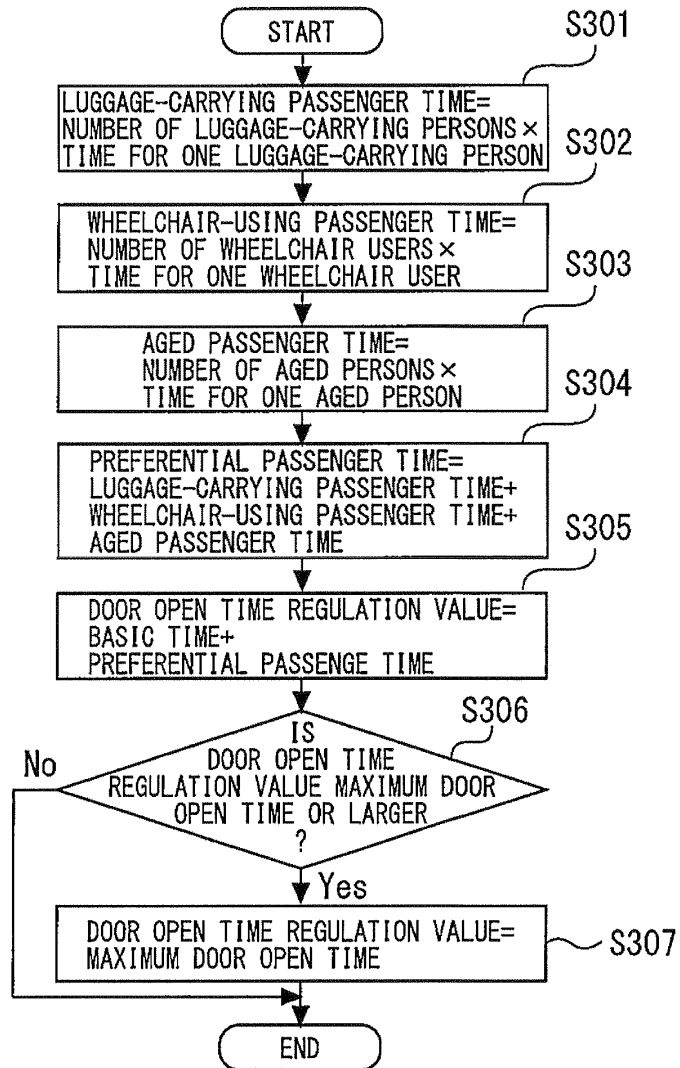 START
S301
LUGGAGE-CARRYING PASSENGER TIME=
NUMBER OF LUGGAGE-CARRYING PERSONS×
TIME FOR ONE LUGGAGE-CARRYING PERSON
S302
WHEELCHAIR-USING PASSENGER TIME=
NUMBER OF WHEELCHAIR USERS×
TIME FOR ONE WHEELCHAIR USER
S303
AGED PASSENGER TIME=
NUMBER OF AGED PERSONS×
TIME FOR ONE AGED PERSON
S304
PREFERENTIAL PASSENGER TIME=
LUGGAGE-CARRYING PASSENGER TIME+
WHEELCHAIR-USING PASSENGER TIME+
AGED PASSENGER TIME
S305
DOOR OPEN TIME REGULATION VALUE=
BASIC TIME+
PREFERENTIAL PASSENGE TIME
S306
IS
DOOR OPEN TIME
REGULATION VALUE MAXIMUM DOOR
OPEN TIME OR LARGER
?
No
Yes
DOOR OPEN TIME REGULATION VALUE=
MAXIMUM DOOR OPEN TIME
S307
END